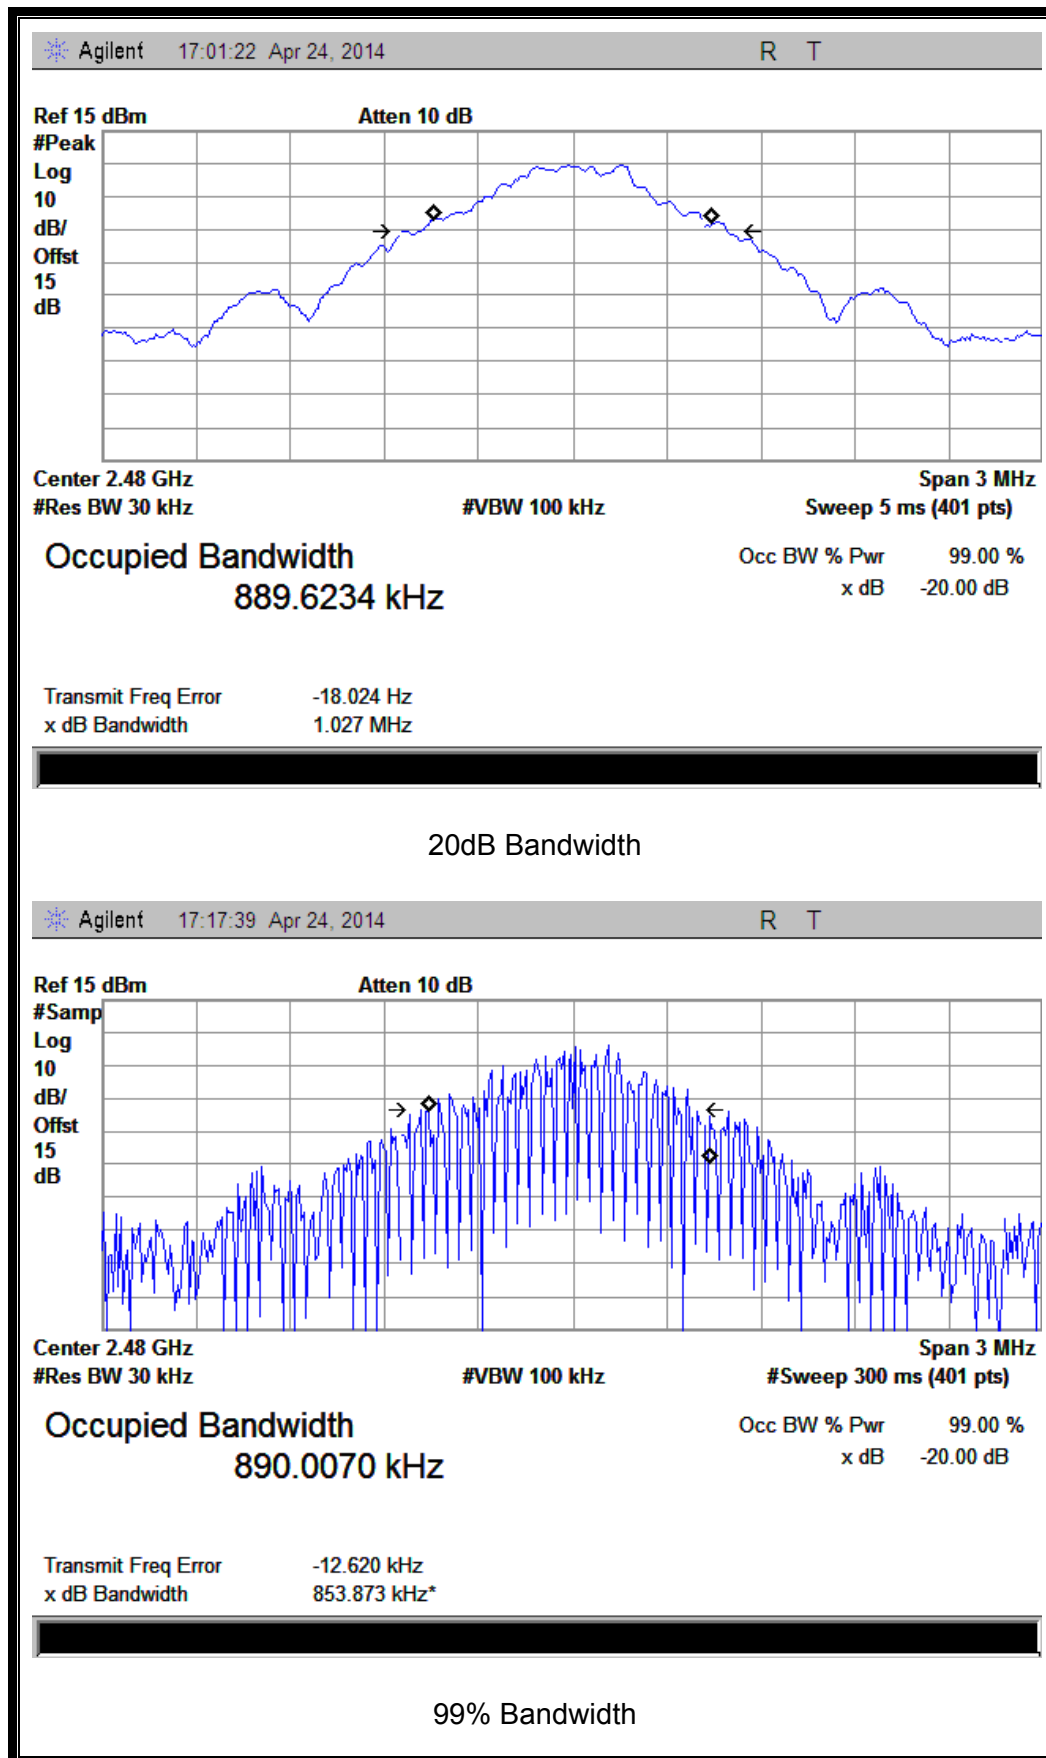 Agilent 17:01:22 Apr 24, 2014 R T
Ref 15 dBm Atten 10 dB
#Peak
Log
10
dB/
Offst
15
dB
Center 2.48 GHz Span 3 MHz
#Res BW 30 kHz #VBW 100 kHz Sweep 5 ms (401 pts)
Occupied Bandwidth Occ BW % Pwr 99.00 %
889.6234 kHz x dB -20.00 dB
Transmit Freq Error -18.024 Hz
x dB Bandwidth 1.027 MHz
20dB Bandwidth
Agilent 17:17:39 Apr 24, 2014 R T
Ref 15 dBm Atten 10 dB
#Samp
Log
10
dB/
Offst
15
dB
Center 2.48 GHz Span 3 MHz
#Res BW 30 kHz #VBW 100 kHz #Sweep 300 ms (401 pts)
Occupied Bandwidth Occ BW % Pwr 99.00 %
890.0070 kHz x dB -20.00 dB
Transmit Freq Error -12.620 kHz
x dB Bandwidth 853.873 kHz*
99% Bandwidth